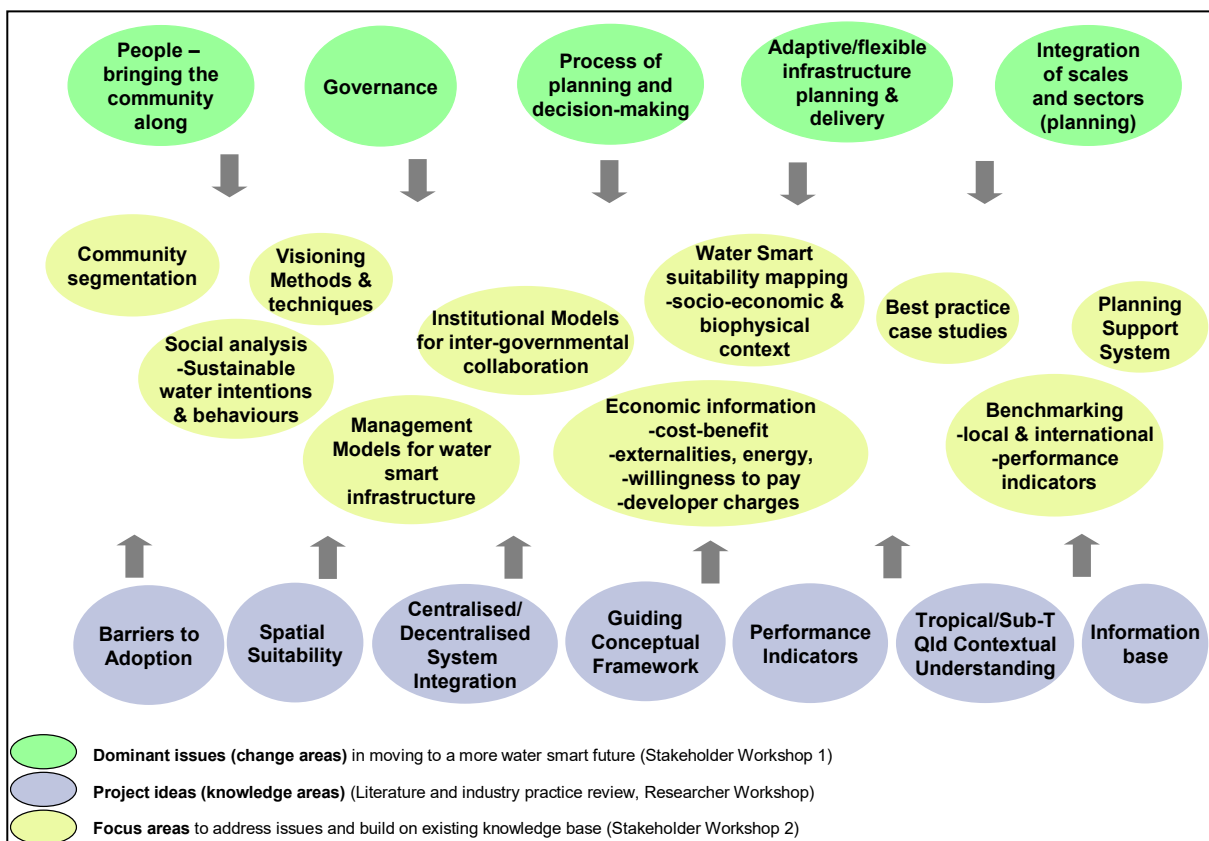 People –
bringing the
community
along
Governance
Process of
planning and
decision-making
Adaptive/flexible
infrastructure
planning &
delivery
Integration
of scales
and sectors
(planning)
Community
segmentation
Visioning
Methods &
techniques
Social analysis
-Sustainable
water intentions
& behaviours
Institutional Models
for inter-governmental
collaboration
Management
Models for water
smart
infrastructure
Water Smart
suitability mapping
-socio-economic &
biophysical
context
Economic information
-cost-benefit
-externalities, energy,
-willingness to pay
-developer charges
Best practice
case studies
Planning
Support
System
Benchmarking
-local & international
-performance
indicators
Barriers to
Adoption
Spatial
Suitability
Centralised/
Decentralised
System
Integration
Guiding
Conceptual
Framework
Performance
Indicators
Tropical/Sub-T
Qld Contextual
Understanding
Information
base
Dominant issues (change areas) in moving to a more water smart future (Stakeholder Workshop 1)
Project ideas (knowledge areas) (Literature and industry practice review, Researcher Workshop)
Focus areas to address issues and build on existing knowledge base (Stakeholder Workshop 2)